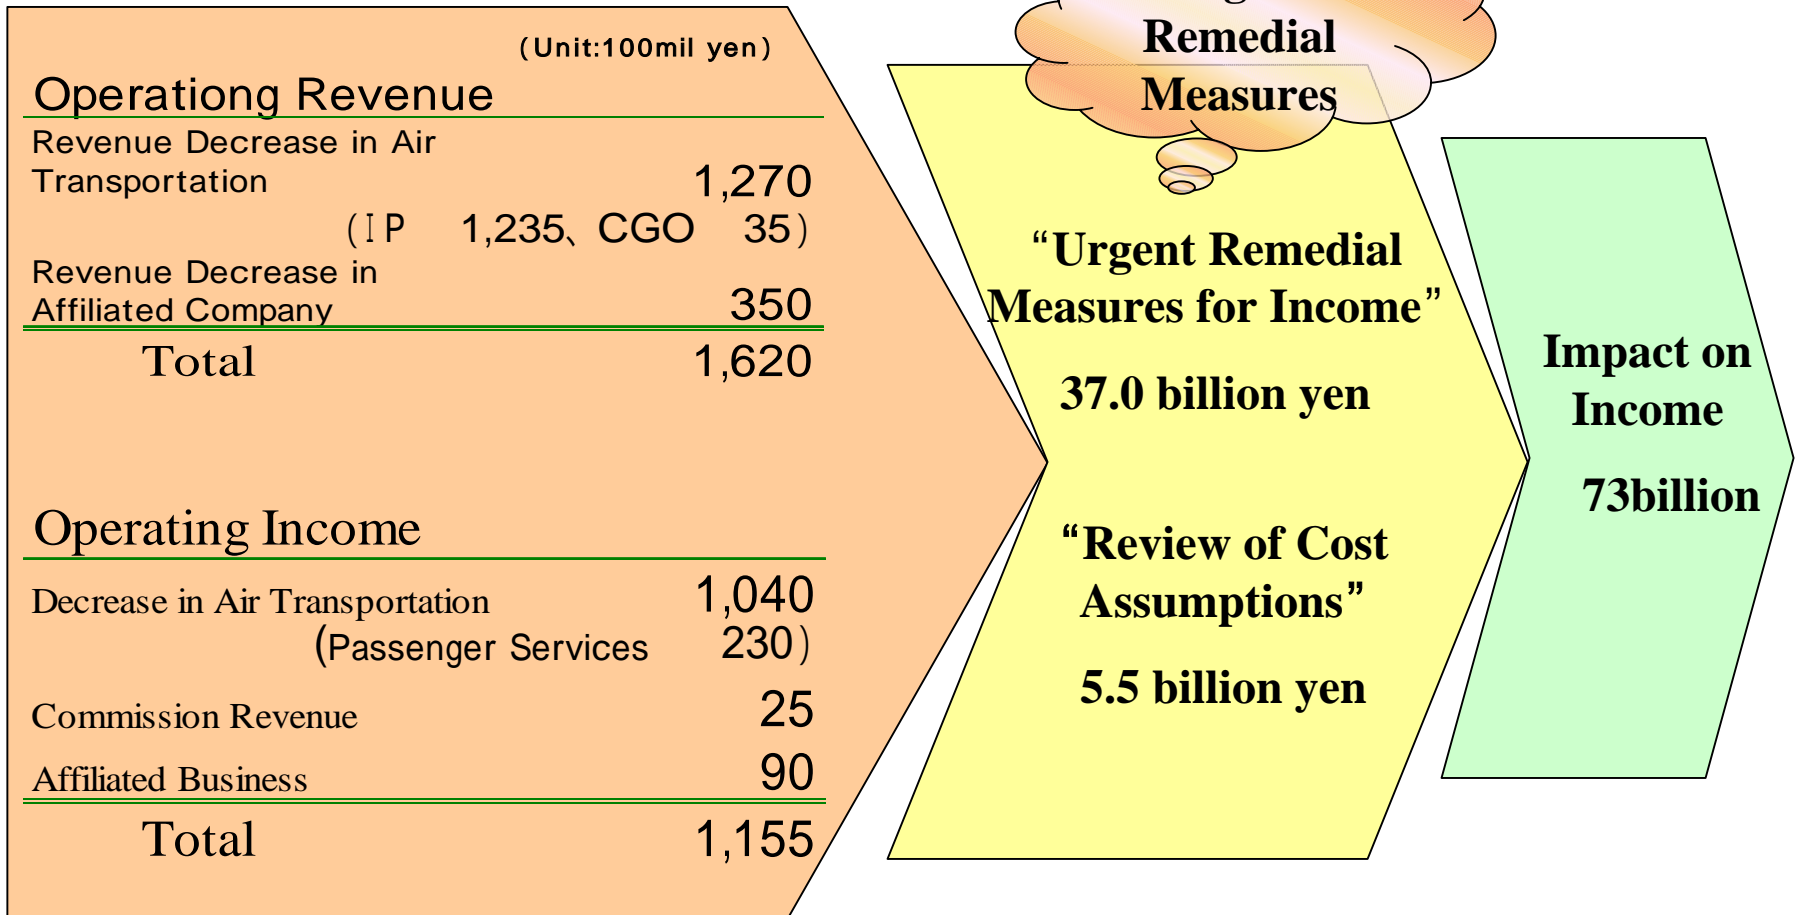 (Unit:100mil yen)
Operationg Revenue
Revenue Decrease in Air
Transportation 1,270
(IP 1,235、CGO 35)
Revenue Decrease in
Affiliated Company 350
Total 1,620
Operating Income
Decrease in Air Transportation 1,040
(Passenger Services 230)
Commission Revenue 25
Affiliated Business 90
Total 1,155
Remedial
Measures
“Urgent Remedial
Measures for Income”
37.0 billion yen
“Review of Cost
Assumptions”
5.5 billion yen
Impact on
Income
73billion